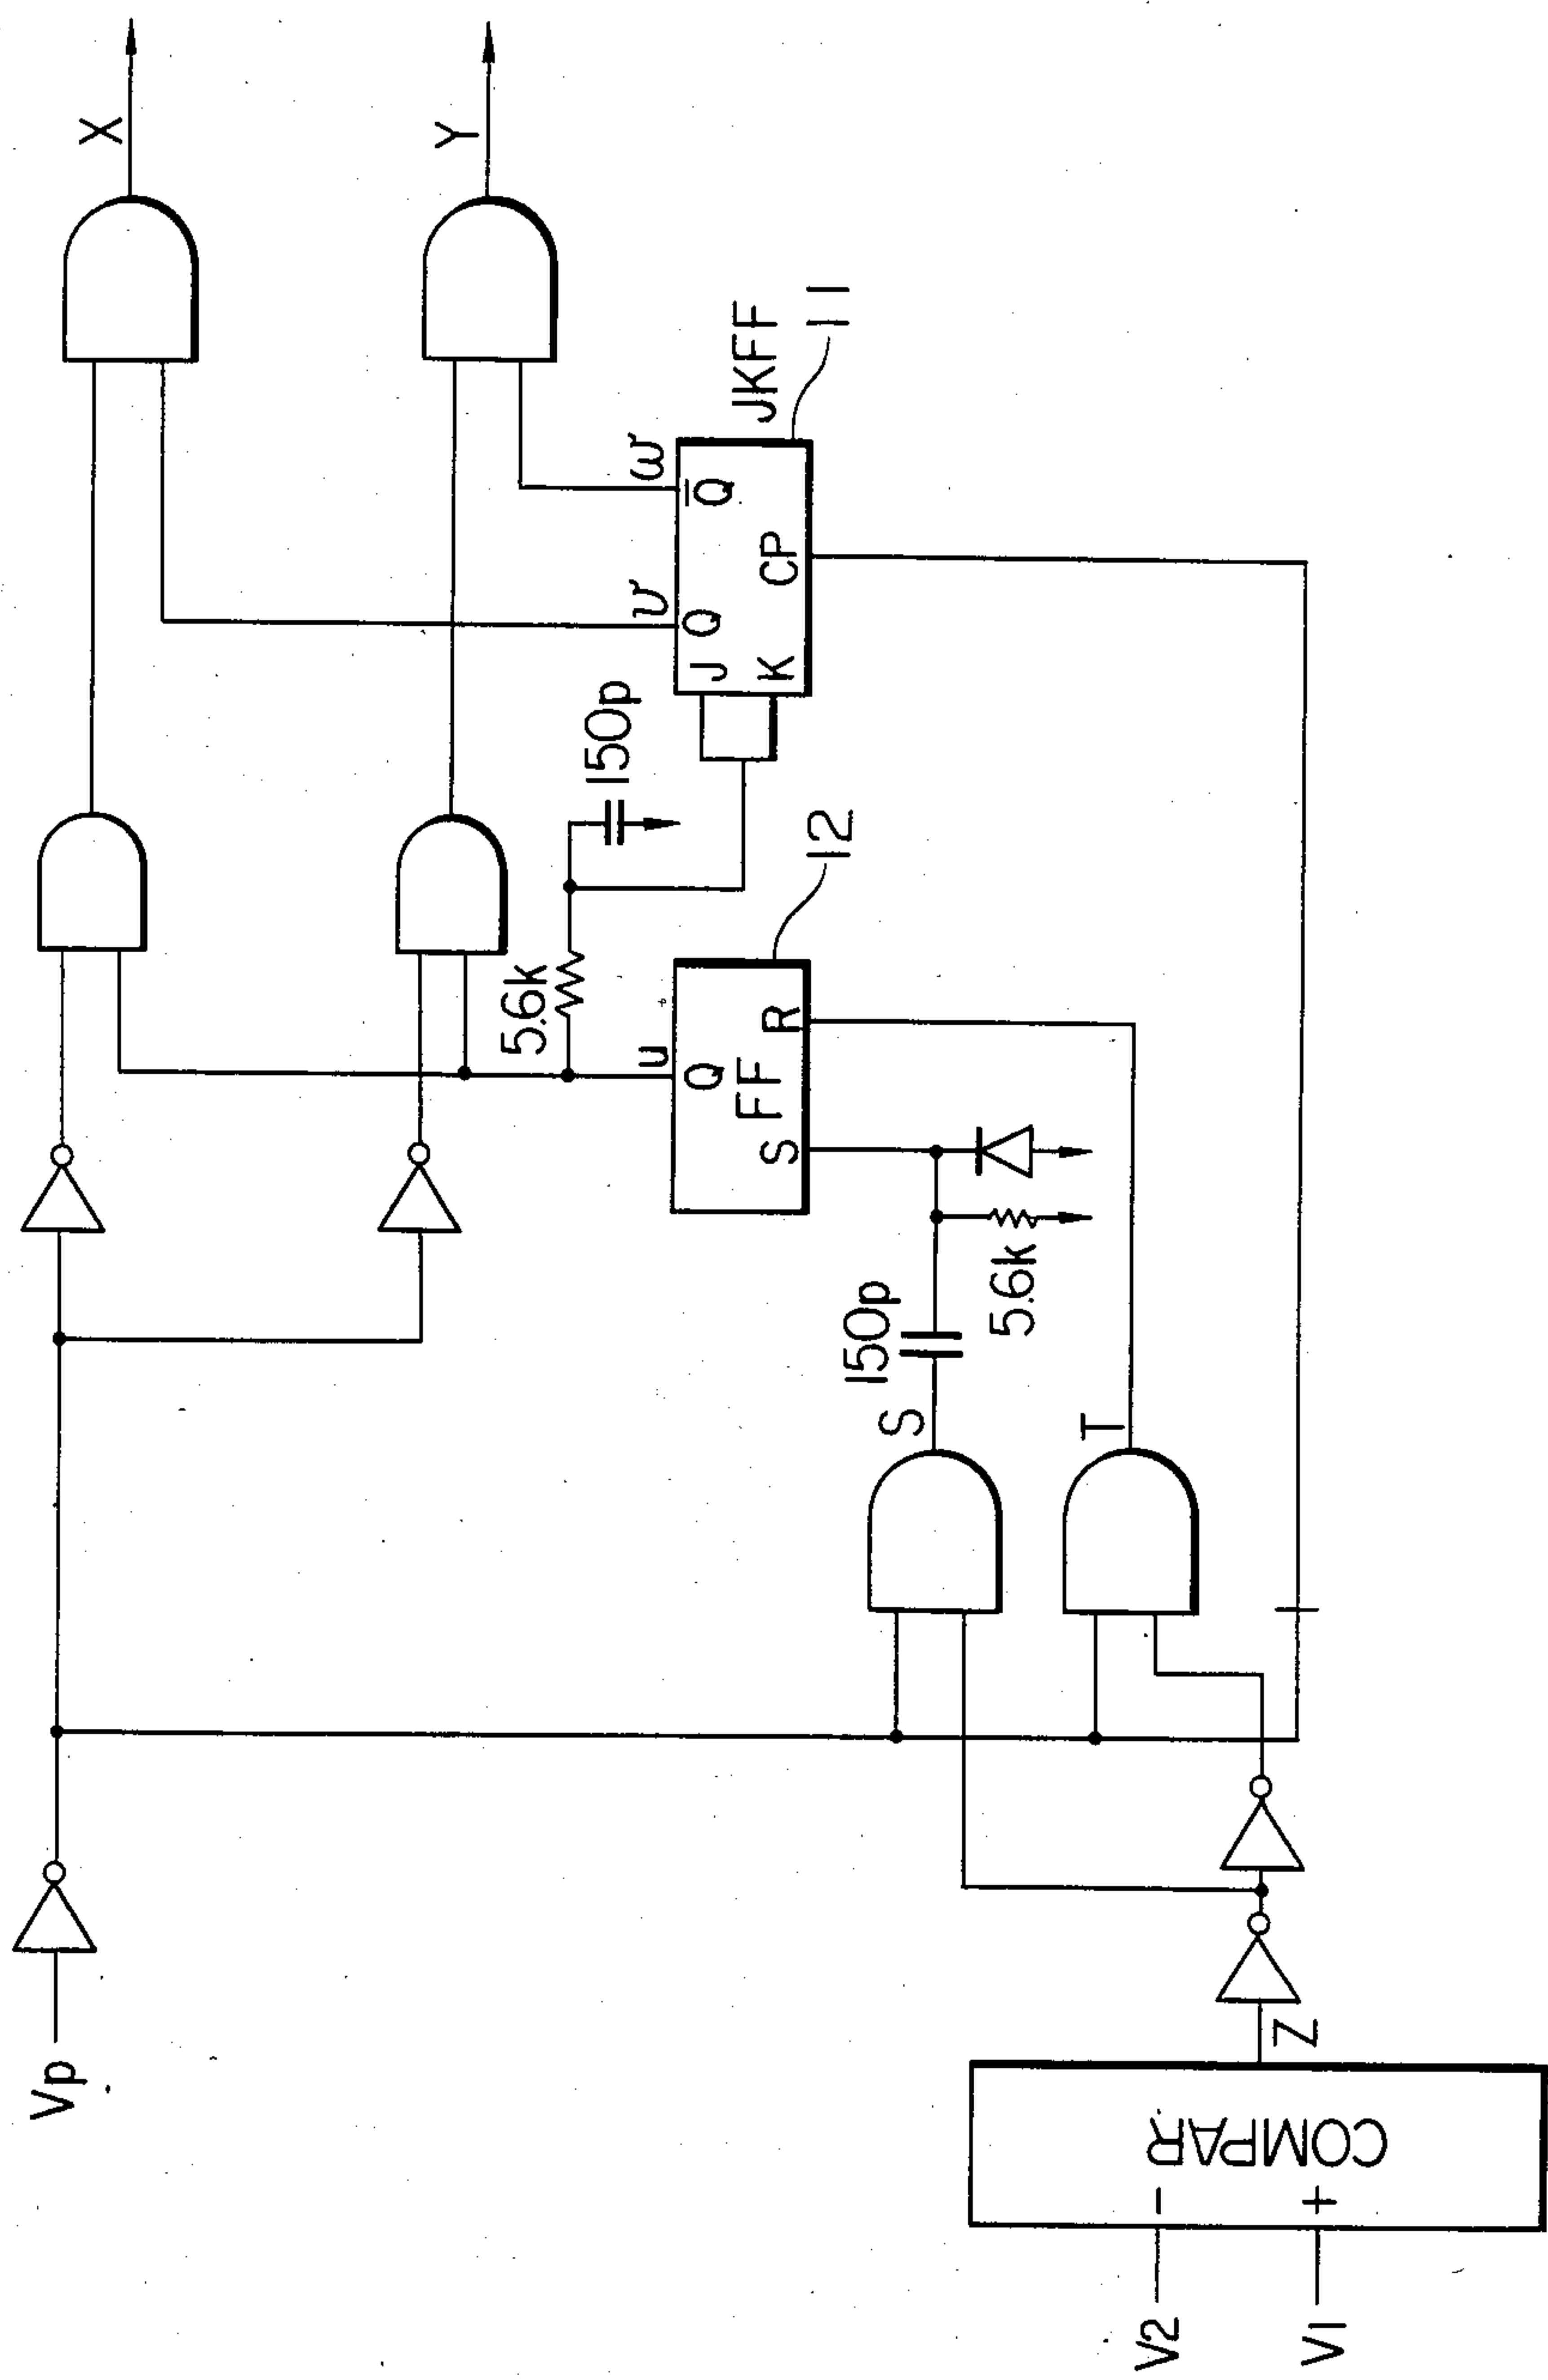 X
Y
JKFF
11
ω
Q̅
CP
υ
Q
J
K
150p
12
5.6k
u
Q
FF
S
R
150p
5.6k
S
T
Vp
Z
COMPAR
-
+
V2
V1